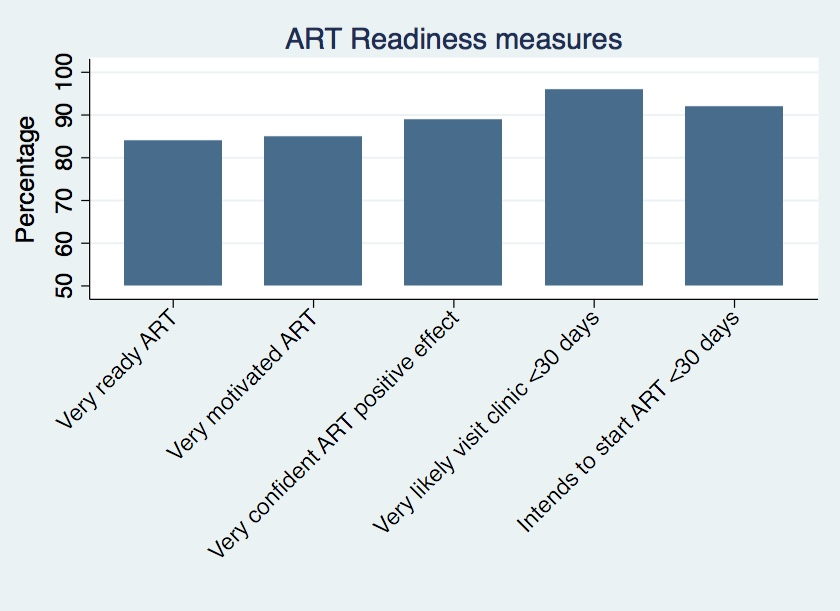 ART Readiness measures
Percentage
100
90
80
70
60
50
Very ready ART
Very motivated ART
Very confident ART positive effect
Very likely visit clinic <30 days
Intends to start ART <30 days